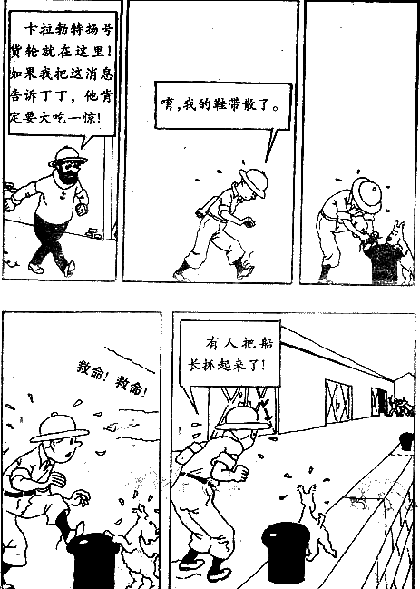 卡拉勃特扬号
货轮就在这里!
如果我把这消息
告诉丁丁,他肯
定要大吃一惊!
唷,我的鞋带散了。
救命!救命!
有人把船
长抓起来了!